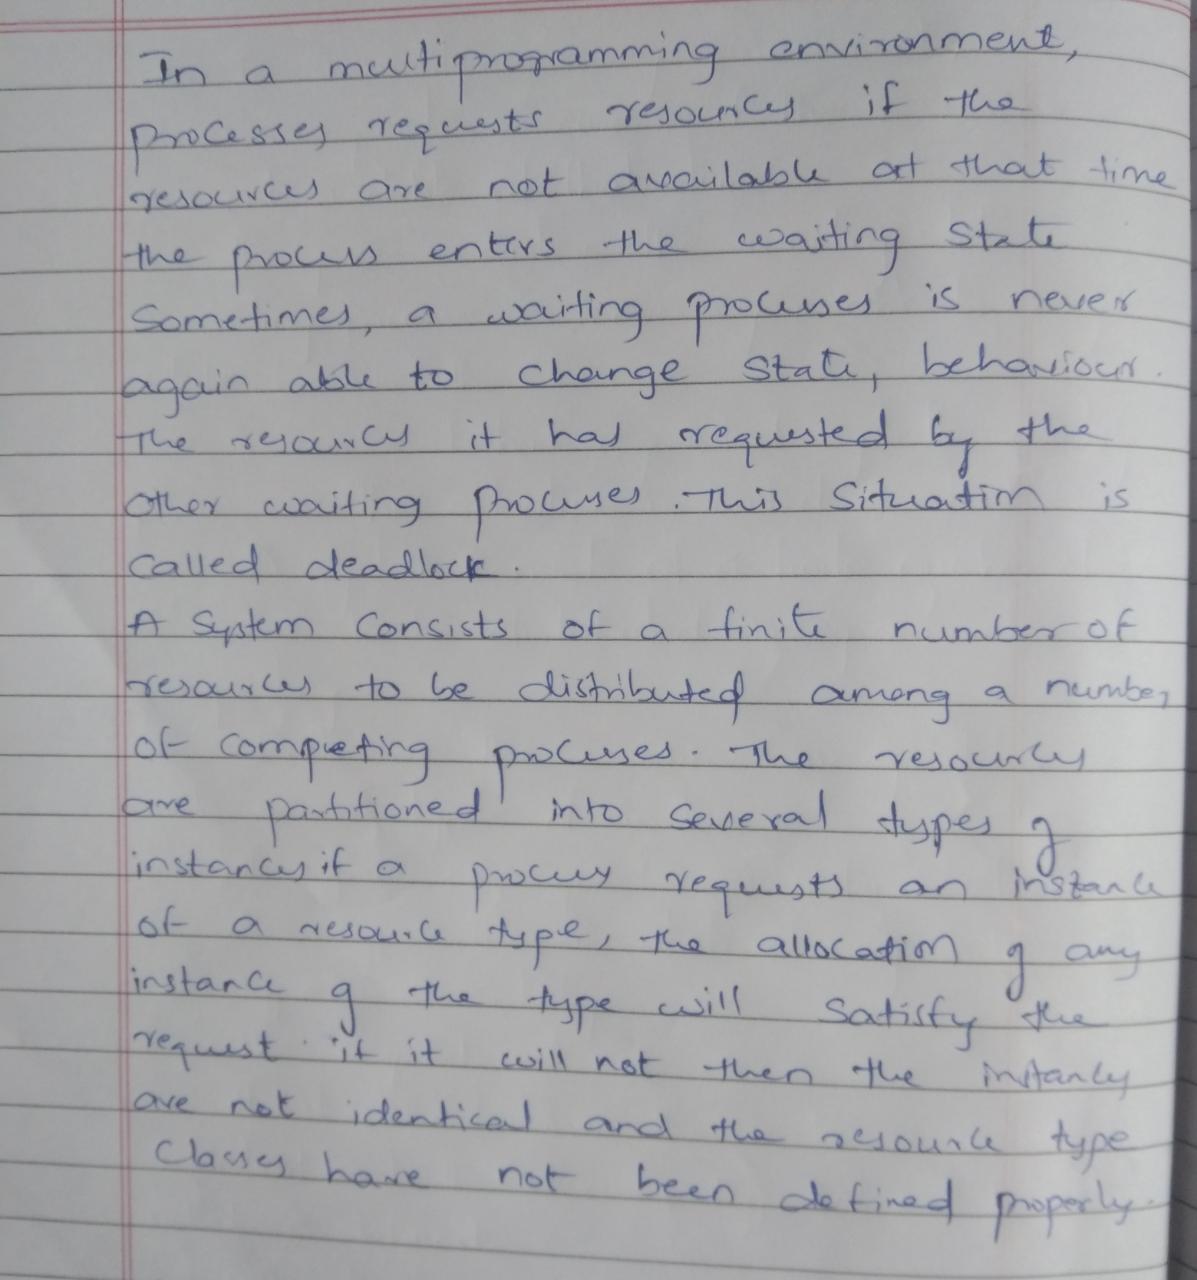 In a multiprogramming environment,
processes requests resources if the
resources are not available at that time
the process enters the waiting state
Sometimes, a waiting processes is never
again able to change state, behaviour.
The resources it has requested by the
other waiting processes. This situation is
called deadlock.
A system consists of a finite number of
resources to be distributed among a number
of competing processes. The resources
are partitioned into several types of
instances if a process requests an instance
of a resource type, the allocation of any
instance of the type will satisfy the
request. if it will not then the instances
are not identical and the resource type
classes have not been defined properly.